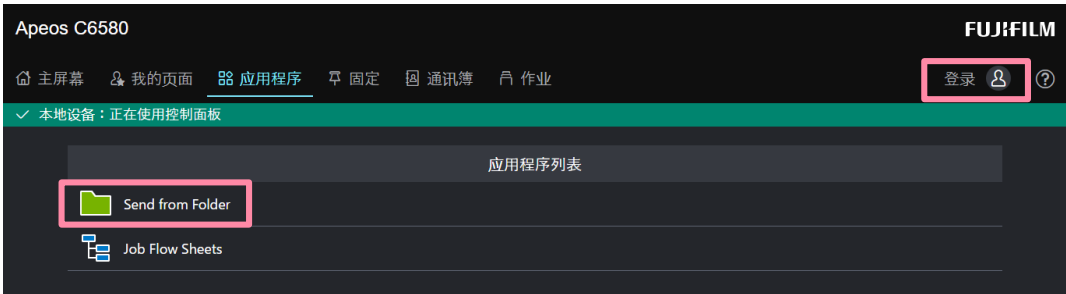 Apeos C6580
FUJIFILM
主屏幕 我的页面 应用程序 固定 通讯簿 作业 登录
本地设备：正在使用控制面板
应用程序列表
Send from Folder
Job Flow Sheets